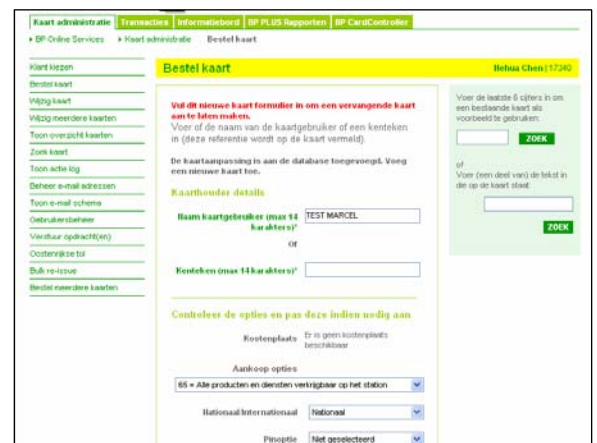 Kaart administratie Transacties Informatiebord BP PLUS Rapporten BP CardController
BP Online Services Kaart administratie Bestel kaart
Klant kiezen
Bestel kaart
Wijzig kaart
Wijzig meerdere kaarten
Toon overzicht kaarten
Zoek kaart
Toon actie log
Beheer e-mail adressen
Toon e-mail schema
Gebruikersbeheer
Verstuur opdracht(en)
Oostenrijkse tol
Bulk re-issue
Bestel meerdere kaarten
Bestel kaart
Hehua Chen | 17340
Vul dit nieuwe kaart formulier in om een vervangende kaart
aan te laten maken.
Voer of de naam van de kaartgebruiker of een kenteken
in (deze referentie wordt op de kaart vermeld).
De kaartaanpassing is aan de database toegevoegd. Voeg
een nieuwe kaart toe.
Kaarthouder details
Naam kaartgebruiker (max 14
karakters)*
TEST MARCEL
Of
Kenteken (max 14 karakters)*
Controleer de opties en pas deze indien nodig aan
Kostenplaats
Er is geen kostenplaats
beschikbaar
Aankoop opties
65 = Alle producten en diensten verkrijgbaar op het station
Nationaal/Internationaal
Nationaal
Pinoptie
Niet geselecteerd
Voer de laatste 6 cijfers in om
een bestaande kaart als
voorbeeld te gebruiken:
ZOEK
of
Voer (een deel van) de tekst in
die op de kaart staat:
ZOEK